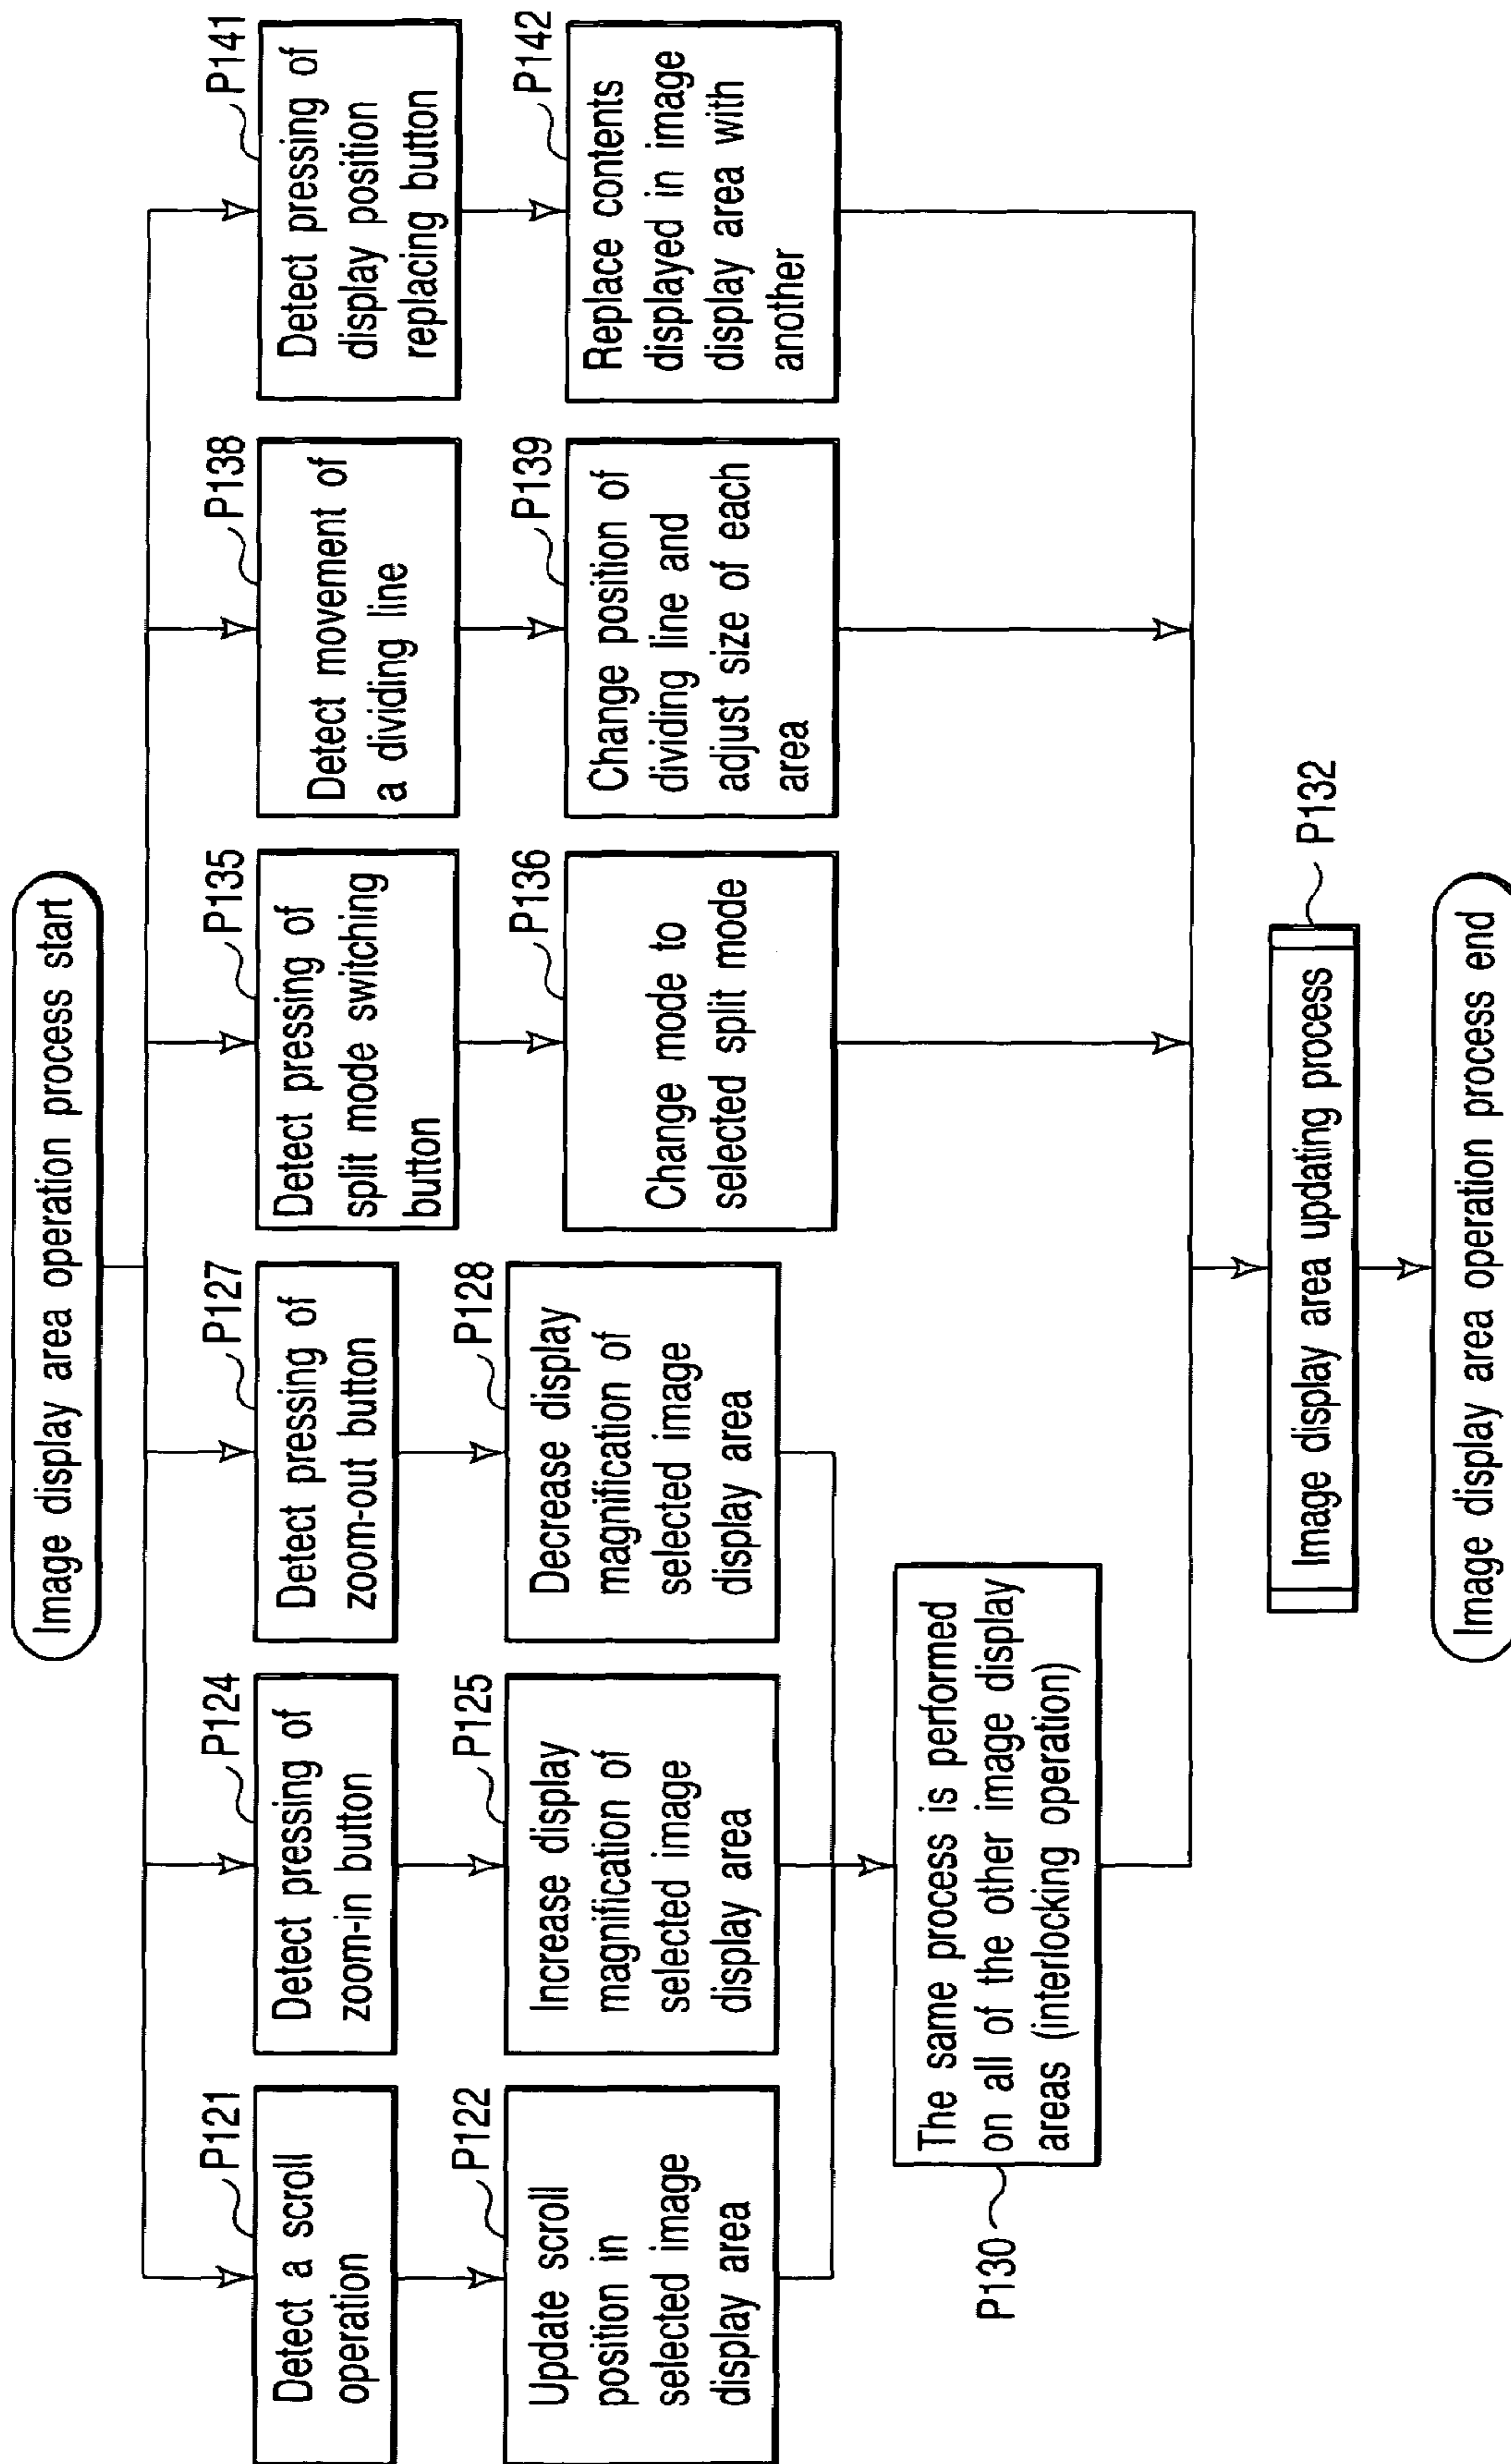 Image display area operation process start
P121
Detect a scroll
operation
P122
Update scroll
position in
selected image
display area
P124
Detect pressing of
zoom-in button
P125
Increase display
magnification of
selected image
display area
P127
Detect pressing of
zoom-out button
P128
Decrease display
magnification of
selected image
display area
P130
The same process is performed
on all of the other image display
areas (interlocking operation)
P135
Detect pressing of
split mode switching
button
P136
Change mode to
selected split mode
P138
Detect movement of
a dividing line
P139
Change position of
dividing line and
adjust size of each
area
P141
Detect pressing of
display position
replacing button
P142
Replace contents
displayed in image
display area with
another
Image display area updating process
P132
Image display area operation process end